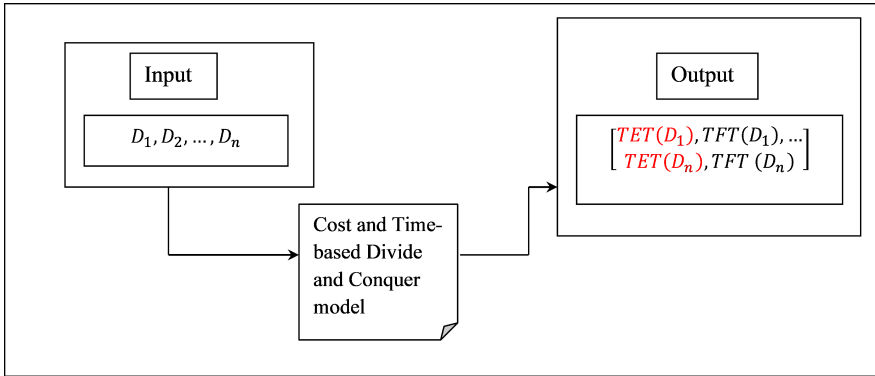 Input
D₁, D₂, …, Dₙ
Cost and Time-
based Divide
and Conquer
model
Output
[TET(D₁), TFT(D₁), …
TET(Dₙ), TFT (Dₙ)]